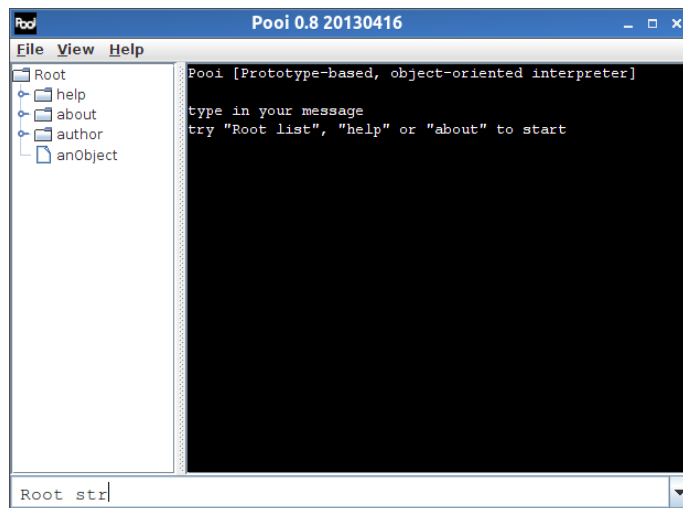 Pooi
Pooi 0.8 20130416
File View Help
Root
help
about
author
anObject
Pooi [Prototype-based, object-oriented interpreter]
type in your message
try "Root list", "help" or "about" to start
Root str